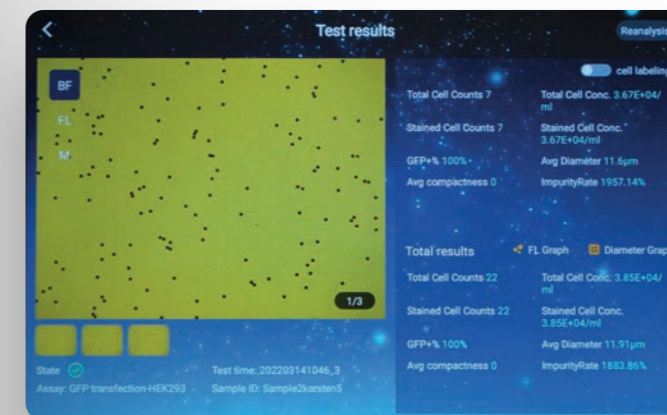 Test results
Reanalysis
BF
FL
M
1/3
State
Test time: 202203141046_3
Assay: GFP transfection-HEK293
Sample ID: Sample2karsten5
cell labeling
Total Cell Counts 7
Total Cell Conc. 3.67E+04/
ml
Stained Cell Counts 7
Stained Cell Conc.
3.67E+04/ml
GFP+% 100%
Avg Diameter 11.6μm
Avg compactness 0
ImpurityRate 1957.14%
Total results
FL Graph
Diameter Grap
Total Cell Counts 22
Total Cell Conc. 3.85E+04/
ml
Stained Cell Counts 22
Stained Cell Conc.
3.85E+04/ml
GFP+% 100%
Avg Diameter 11.91μm
Avg compactness 0
ImpurityRate 1883.86%